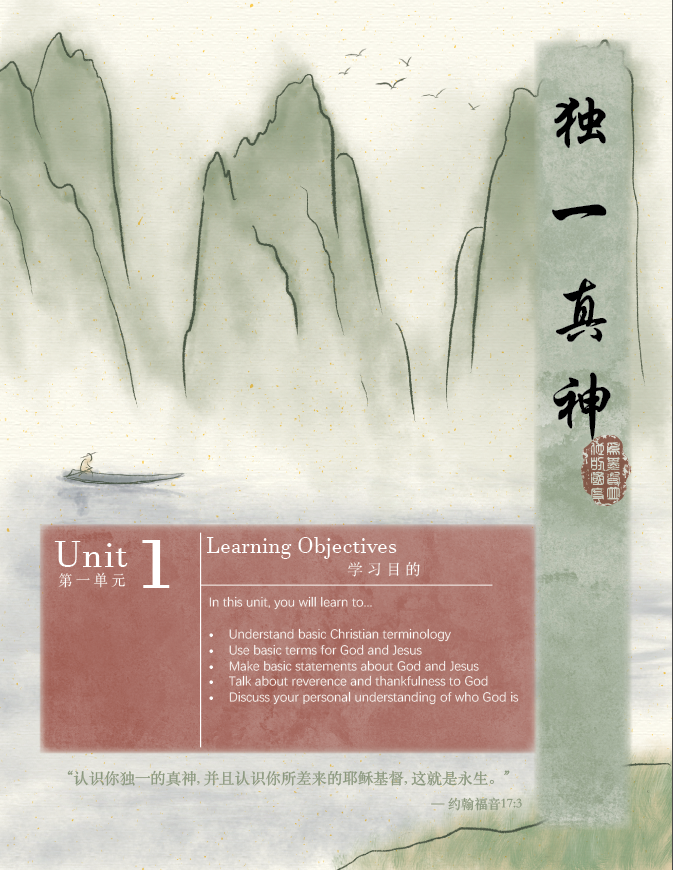 独一真神
Unit 1
第一单元
Learning Objectives
学习目的
In this unit, you will learn to...
• Understand basic Christian terminology
• Use basic terms for God and Jesus
• Make basic statements about God and Jesus
• Talk about reverence and thankfulness to God
• Discuss your personal understanding of who God is
“认识你独一的真神, 并且认识你所差来的耶稣基督, 这就是永生。”
— 约翰福音17:3